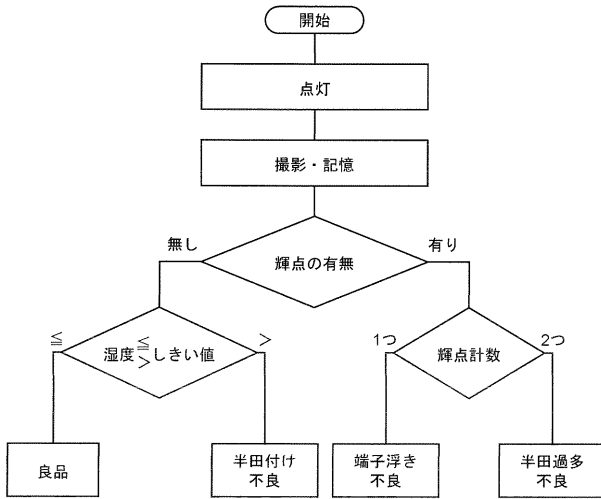 開始
点灯
撮影・記憶
輝点の有無
無し
有り
湿度≦しきい値
>
≦
>
輝点計数
1つ
2つ
良品
半田付け
不良
端子浮き
不良
半田過多
不良